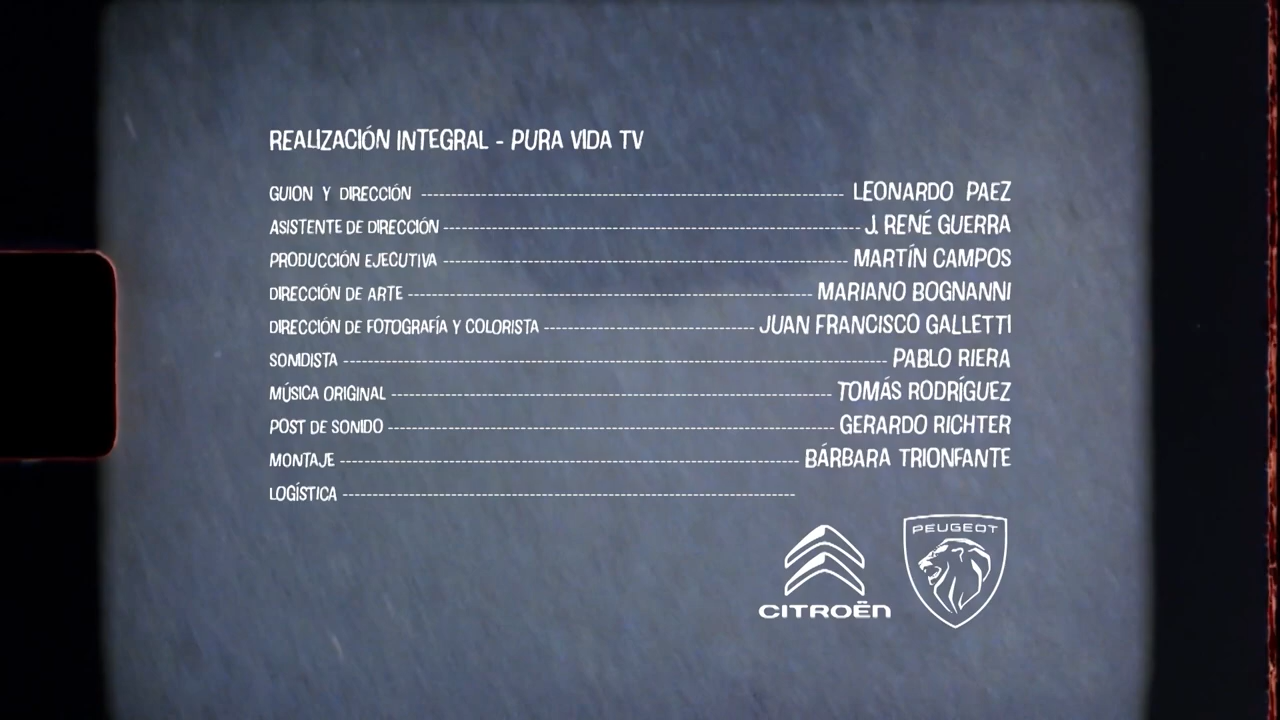 REALIZACIÓN INTEGRAL - PURA VIDA TV
GUION Y DIRECCIÓN ---------- LEONARDO PAEZ
ASISTENTE DE DIRECCIÓN ---------- J. RENÉ GUERRA
PRODUCCIÓN EJECUTIVA ---------- MARTÍN CAMPOS
DIRECCIÓN DE ARTE ---------- MARIANO BOGNANNI
DIRECCIÓN DE FOTOGRAFÍA Y COLORISTA ---------- JUAN FRANCISCO GALLETTI
SONIDISTA ---------- PABLO RIERA
MÚSICA ORIGINAL ---------- TOMÁS RODRÍGUEZ
POST DE SONIDO ---------- GERARDO RICHTER
MONTAJE ---------- BÁRBARA TRIONFANTE
LOGÍSTICA ----------
PEUGEOT
CITROËN